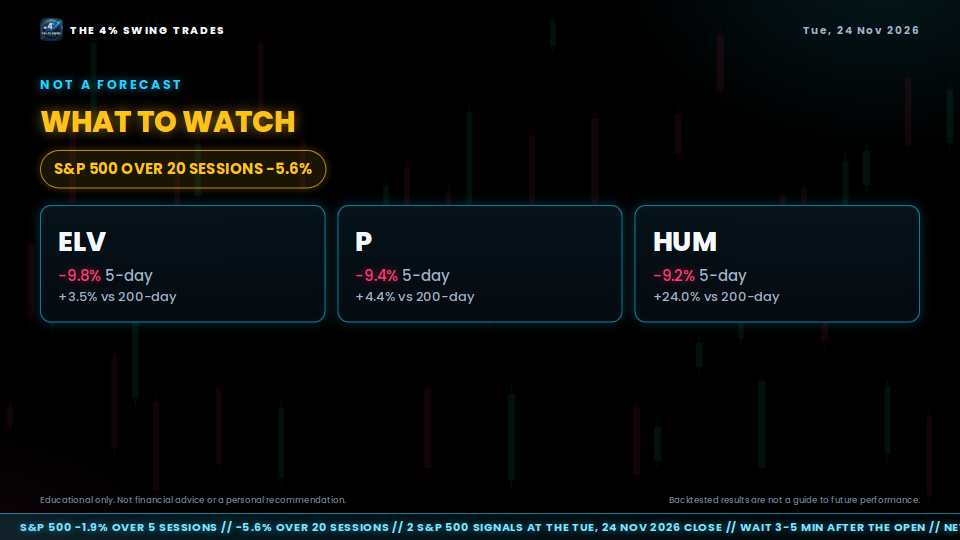 THE 4% SWING TRADES
Tue, 24 Nov 2026
NOT A FORECAST
WHAT TO WATCH
S&P 500 OVER 20 SESSIONS -5.6%
ELV
-9.8% 5-day
+3.5% vs 200-day
P
-9.4% 5-day
+4.4% vs 200-day
HUM
-9.2% 5-day
+24.0% vs 200-day
Educational only. Not financial advice or a personal recommendation.
Backtested results are not a guide to future performance.
S&P 500 -1.9% OVER 5 SESSIONS // -5.6% OVER 20 SESSIONS // 2 S&P 500 SIGNALS AT THE TUE, 24 NOV 2026 CLOSE // WAIT 3-5 MIN AFTER THE OPEN //